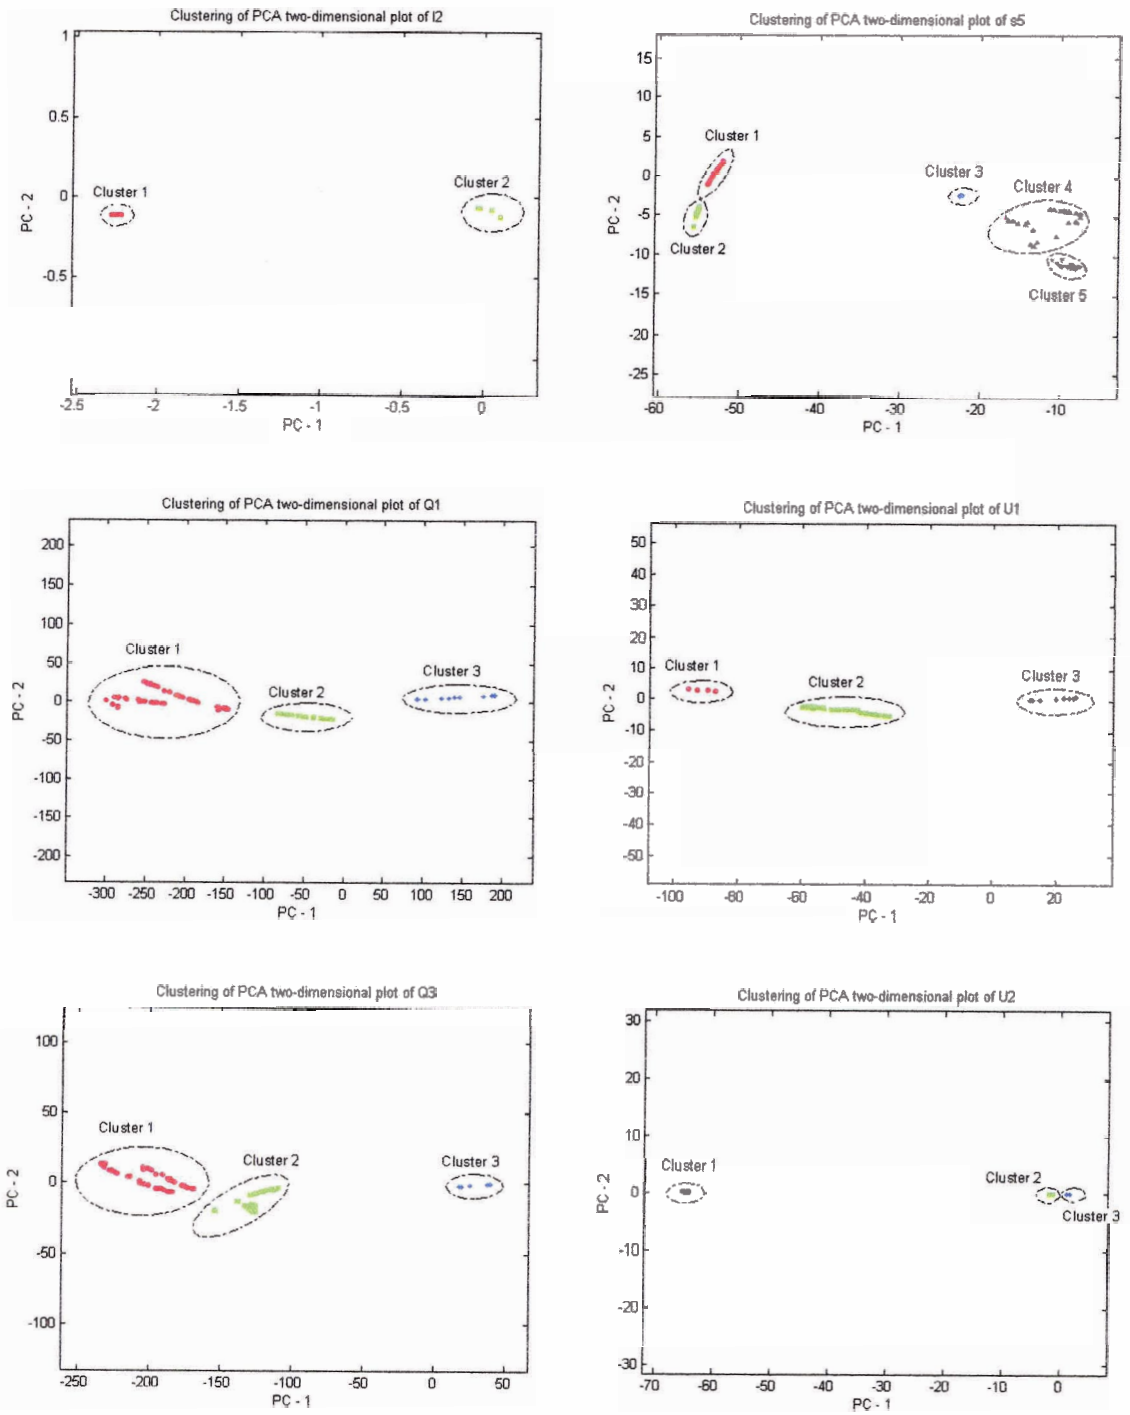 Clustering of PCA two-dimensional plot of I2
1
0.5
0
-0.5
PC - 2
Cluster 1
Cluster 2
-2.5 -2 -1 -1 -0.5 0
PC - 1
Clustering of PCA two-dimensional plot of s5
15
10
5
0
-5
-10
-15
-20
-25
PC - 2
Cluster 1
Cluster 2
Cluster 3
Cluster 4
Cluster 5
-60 -50 -40 -30 -20 -10
PC - 1
Clustering of PCA two-dimensional plot of Q1
200
150
100
50
0
-50
-100
-150
-200
PC - 2
Cluster 1
Cluster 2
Cluster 3
-300 -250 -200 -150 -100 -50 0 50 100 150 200
PC - 1
Clustering of PCA two-dimensional plot of U1
50
40
30
20
10
0
-10
-20
-30
-40
-50
PC - 2
Cluster 1
Cluster 2
Cluster 3
-100 -80 -60 -40 -20 0 20
PC - 1
Clustering of PCA two-dimensional plot of Q3i
100
50
0
-50
-100
PC - 2
Cluster 1
Cluster 2
Cluster 3
-250 -200 -150 -100 -50 0 50
PC - 1
Clustering of PCA two-dimensional plot of U2
30
20
10
0
-10
-20
-30
PC - 2
Cluster 1
Cluster 2
Cluster 3
-70 -60 -50 -40 -30 -20 -10 0
PC - 1